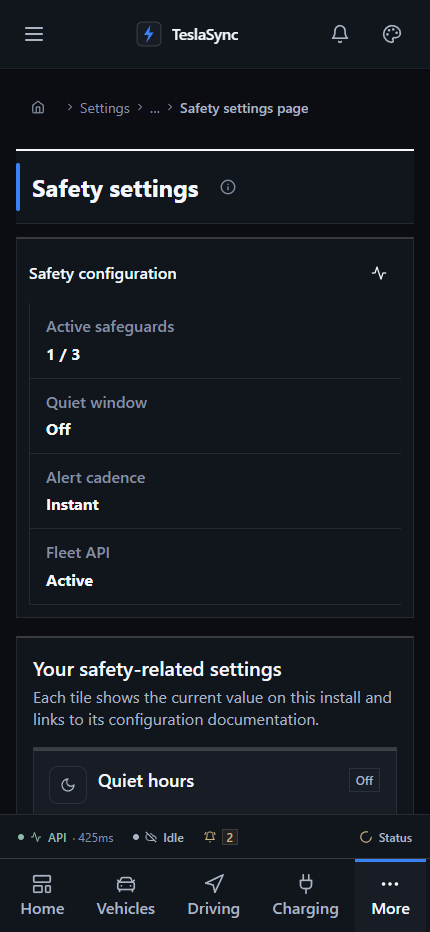 TeslaSync
Settings ... Safety settings page
Safety settings
Safety configuration
Active safeguards
1 / 3
Quiet window
Off
Alert cadence
Instant
Fleet API
Active
Your safety-related settings
Each tile shows the current value on this install and
links to its configuration documentation.
Quiet hours Off
API · 425ms Idle 2 Status
Home Vehicles Driving Charging More